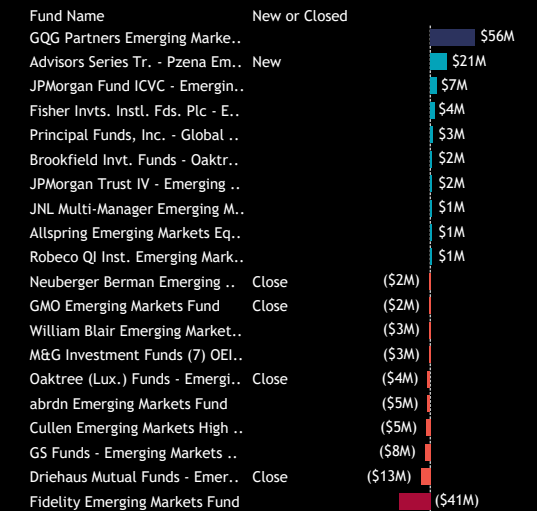 Fund Name New or Closed
GQG Partners Emerging Marke.. $56M
Advisors Series Tr. - Pzena Em.. New $21M
JPMorgan Fund ICVC - Emergin.. $7M
Fisher Invts. Instl. Fds. Plc - E.. $4M
Principal Funds, Inc. - Global .. $3M
Brookfield Invt. Funds - Oaktr.. $2M
JPMorgan Trust IV - Emerging .. $2M
JNL Multi-Manager Emerging M.. $1M
Allspring Emerging Markets Eq.. $1M
Robeco QI Inst. Emerging Mark.. $1M
Neuberger Berman Emerging .. Close ($2M)
GMO Emerging Markets Fund Close ($2M)
William Blair Emerging Market.. ($3M)
M&G Investment Funds (7) OEI.. ($3M)
Oaktree (Lux.) Funds - Emergi.. Close ($4M)
abrdn Emerging Markets Fund ($5M)
Cullen Emerging Markets High .. ($5M)
GS Funds - Emerging Markets .. ($8M)
Driehaus Mutual Funds - Emer.. Close ($13M)
Fidelity Emerging Markets Fund ($41M)